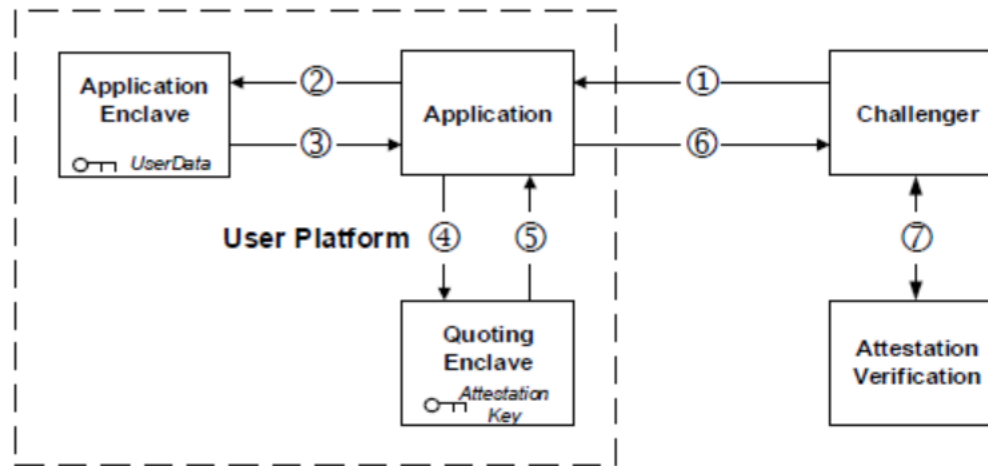 Application
Enclave
UserData
②
③
Application
①
⑥
Challenger
User Platform
④
⑤
⑦
Quoting
Enclave
Attestation
Key
Attestation
Verification